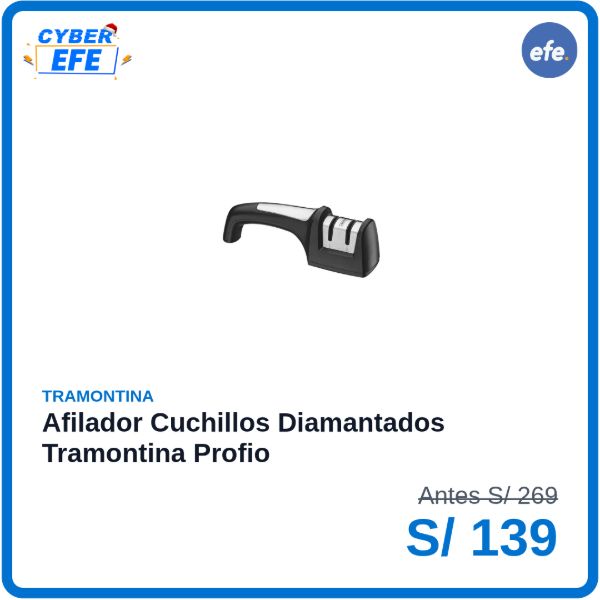 CYBER
EFE
efe.
TRAMONTINA
Afilador Cuchillos Diamantados
Tramontina Profio
Antes S/ 269
S/ 139